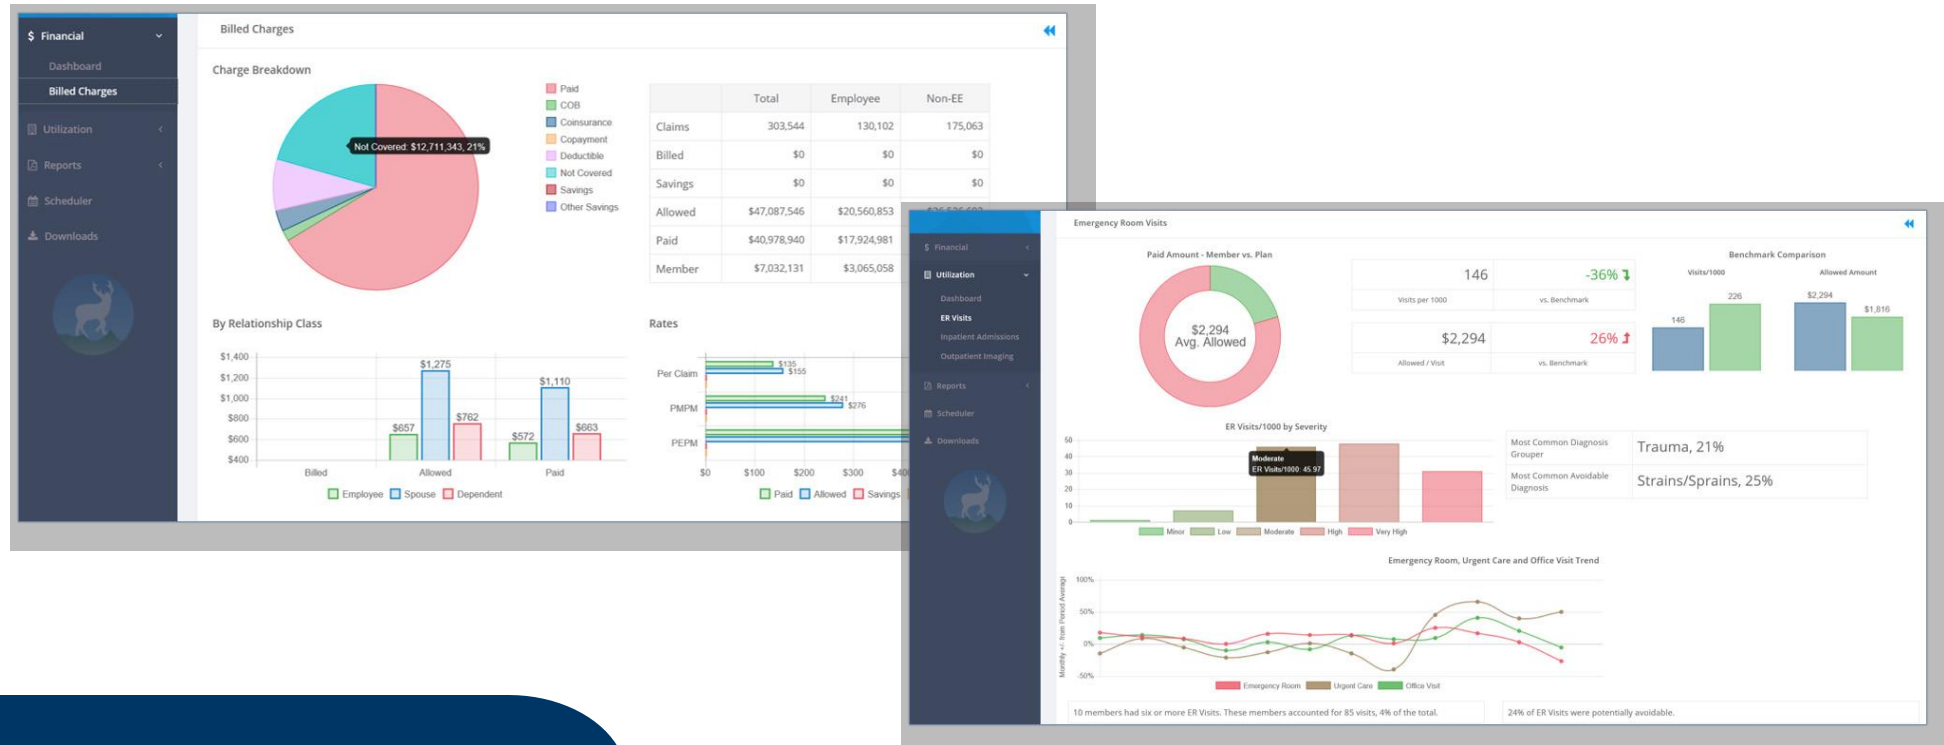 $ Financial
Dashboard
Billed Charges
Utilization
Reports
Scheduler
Downloads
Billed Charges
Charge Breakdown
Not Covered: $12,711,343, 21%
Paid
COB
Coinsurance
Copayment
Deductible
Not Covered
Savings
Other Savings
Total Employee Non-EE
Claims 303,544 130,102 175,063
Billed $0 $0 $0
Savings $0 $0 $0
Allowed $47,087,546 $20,560,853
Paid $40,978,940 $17,924,981
Member $7,032,131 $3,065,058
By Relationship Class
$1,400
$1,200
$1,000
$800
$600
$400
$657
$1,275
$762
$572
$1,110
$663
Billed Allowed Paid
Employee Spouse Dependent
Rates
Per Claim
PMPM
PEPM
$135
$155
$241
$276
$0 $100 $200 $300
Paid Allowed Savings
$ Financial
Utilization
Dashboard
ER Visits
Inpatient Admissions
Outpatient Imaging
Reports
Scheduler
Downloads
Emergency Room Visits
Paid Amount - Member vs. Plan
$2,294
Avg. Allowed
146 -36%
Visits per 1000 vs. Benchmark
$2,294 26%
Allowed / Visit vs. Benchmark
Benchmark Comparison
Visits/1000 Allowed Amount
146
226
$2,294
$1,816
ER Visits/1000 by Severity
50
40
30
20
10
0
Moderate
ER Visits/1000: 45.97
Minor Low Moderate High Very High
Most Common Diagnosis
Grouper
Trauma, 21%
Most Common Avoidable
Diagnosis
Strains/Sprains, 25%
Emergency Room, Urgent Care and Office Visit Trend
Monthly +/- from Period Average
100%
50%
0%
-50%
Emergency Room Urgent Care Office Visit
10 members had six or more ER Visits. These members accounted for 85 visits, 4% of the total.
24% of ER Visits were potentially avoidable.